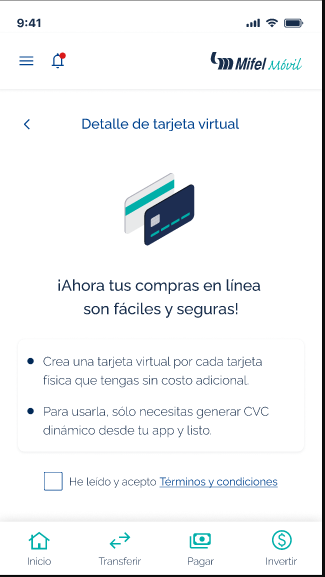 9:41
Mifel Móvil
Detalle de tarjeta virtual
¡Ahora tus compras en línea
son fáciles y seguras!
Crea una tarjeta virtual por cada tarjeta
física que tengas sin costo adicional.
Para usarla, sólo necesitas generar CVC
dinámico desde tu app y listo.
He leído y acepto Términos y condiciones
Inicio
Transferir
Pagar
Invertir